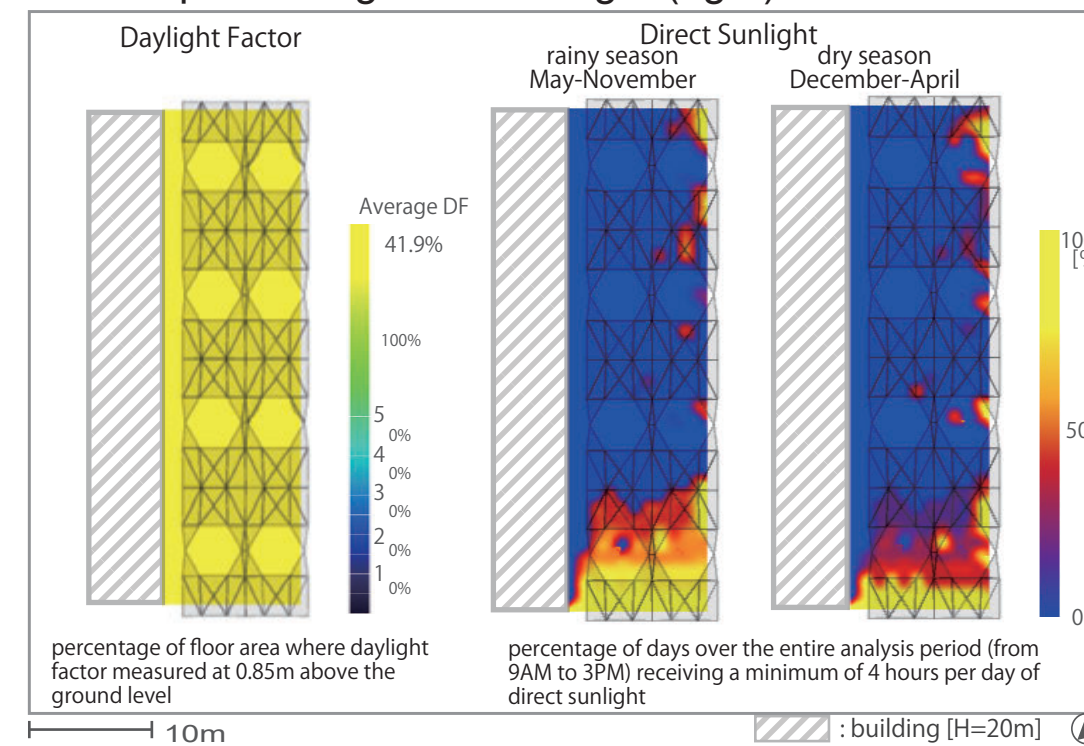 Daylight Factor
Direct Sunlight
rainy season
May-November
dry season
December-April
Average DF
41.9%
100%
5
0%
4
0%
3
0%
2
0%
1
0%
50
0
percentage of floor area where daylight
factor measured at 0.85m above the
ground level
percentage of days over the entire analysis period (from
9AM to 3PM) receiving a minimum of 4 hours per day of
direct sunlight
10m
: building [H=20m]